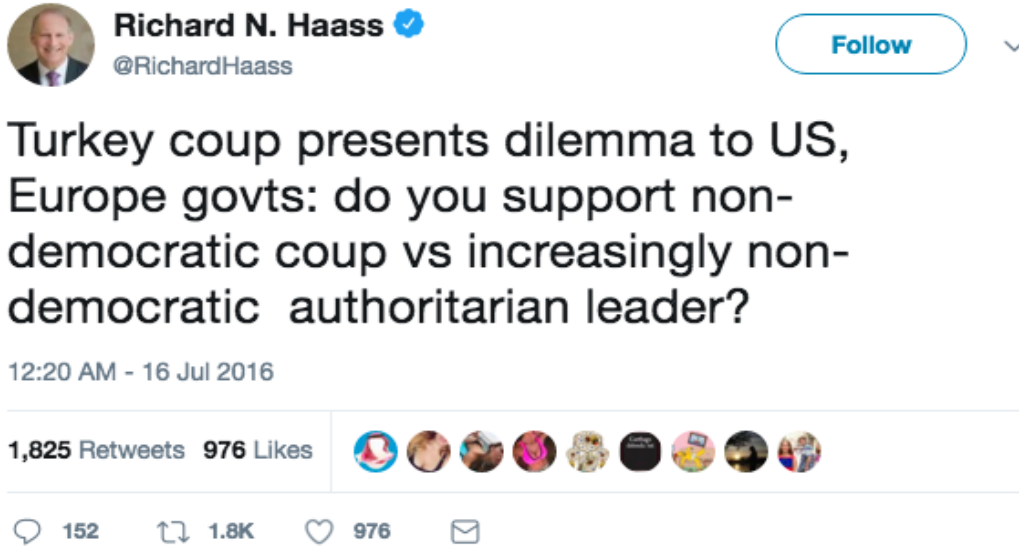 Richard N. Haass
@RichardHaass
Follow
Turkey coup presents dilemma to US,
Europe govts: do you support non-
democratic coup vs increasingly non-
democratic  authoritarian leader?
12:20 AM - 16 Jul 2016
1,825 Retweets 976 Likes
152 1.8K 976